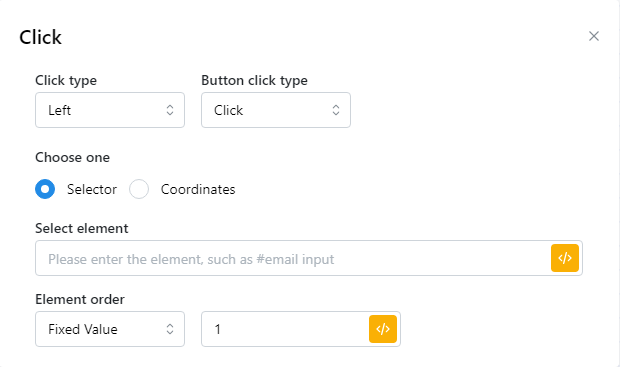 Click
Click type
Button click type
Left
Click
Choose one
Selector
Coordinates
Select element
Please enter the element, such as #email input
</>
Element order
Fixed Value
1
</>